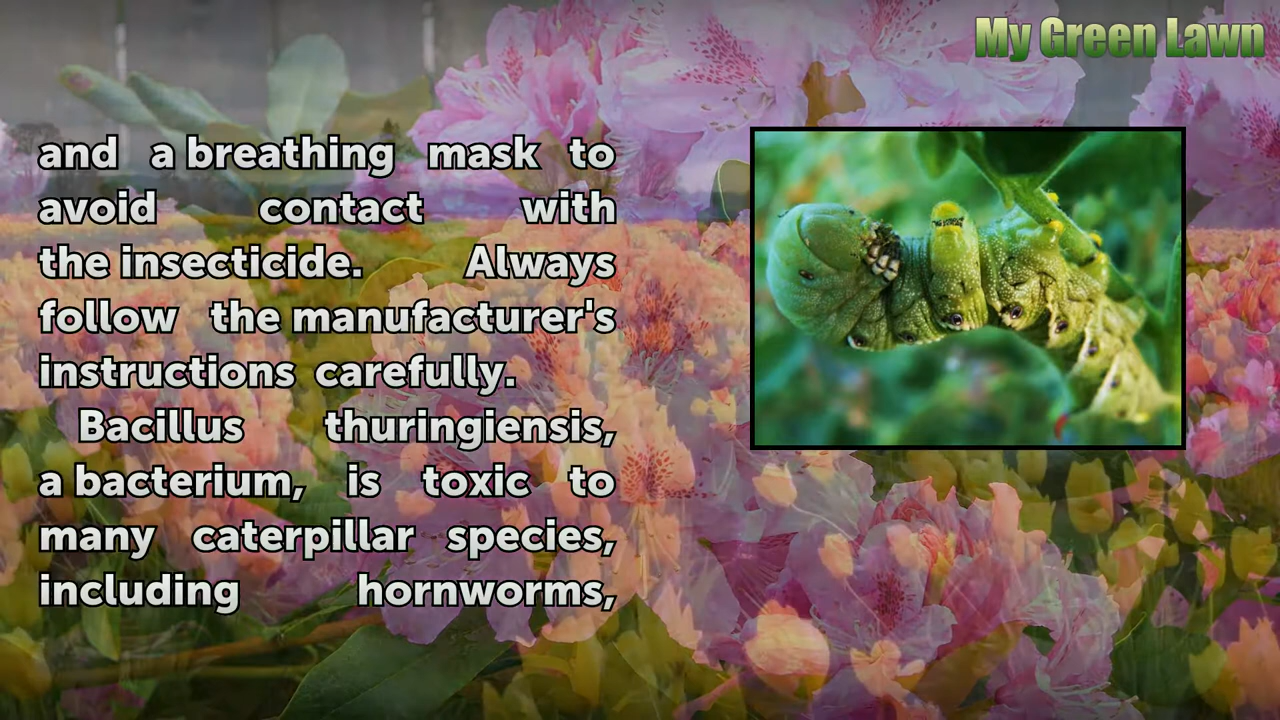 My Green Lawn
and a breathing mask to
avoid contact with
the insecticide. Always
follow the manufacturer's
instructions carefully.
Bacillus thuringiensis,
a bacterium, is toxic to
many caterpillar species,
including hornworms,